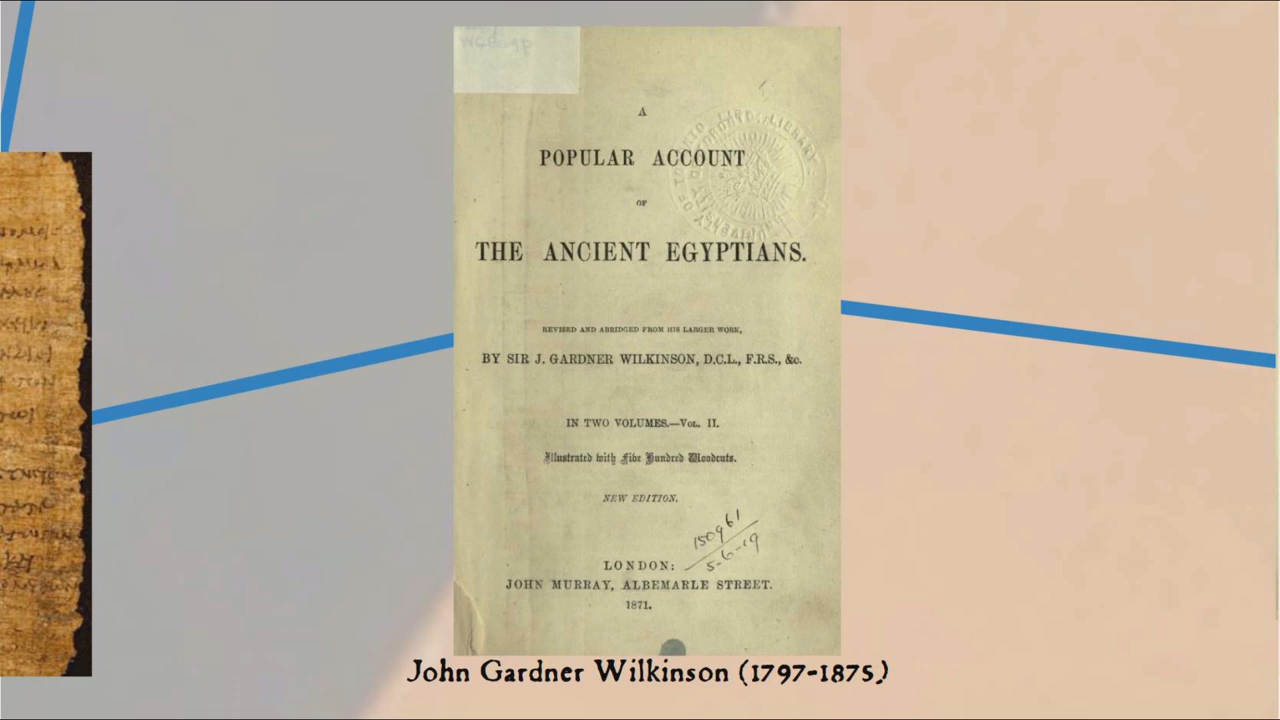 A
POPULAR ACCOUNT
OF
THE ANCIENT EGYPTIANS.
REVISED AND ABRIDGED FROM HIS LARGER WORK,
BY SIR J. GARDNER WILKINSON, D.C.L., F.R.S., &c.
IN TWO VOLUMES.—VOL. II.
Illustrated with Five Hundred Woodcuts.
NEW EDITION.
150961
5-6-19
LONDON:
JOHN MURRAY, ALBEMARLE STREET.
1871.
John Gardner Wilkinson (1797-1875)